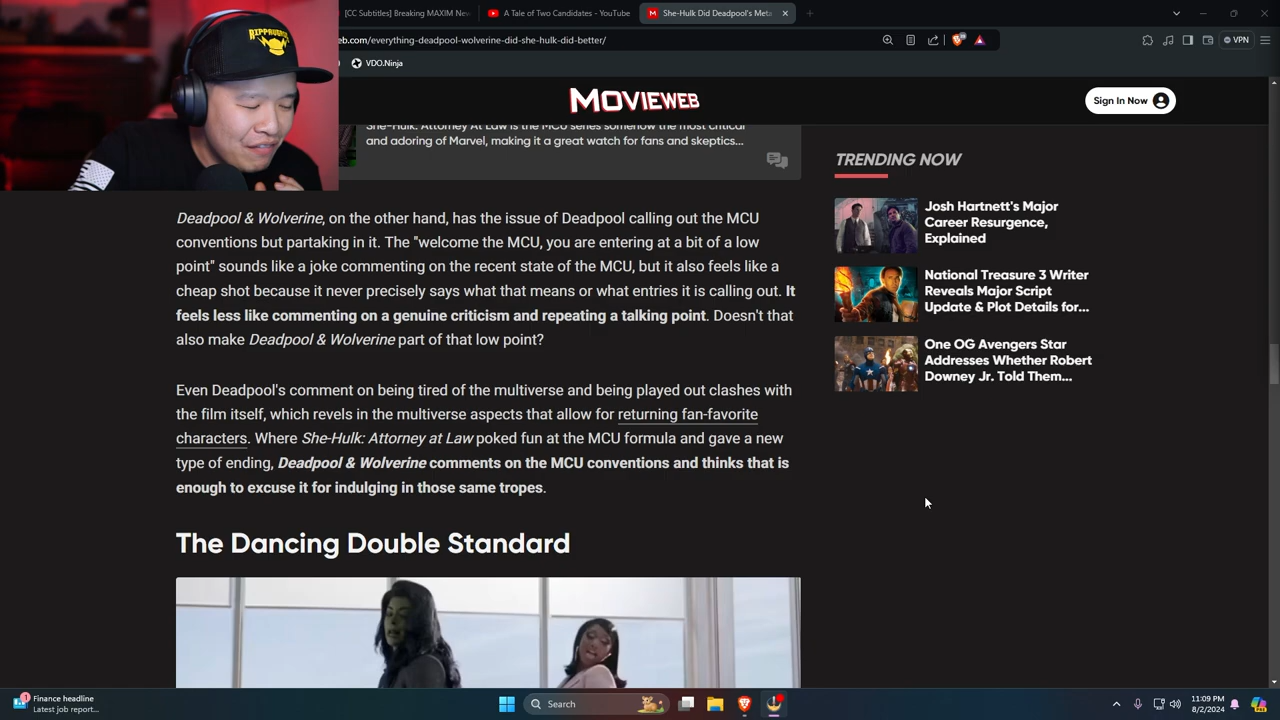 [CC Subtitles] Breaking MAXIM Nev
A Tale of Two Candidates - YouTube
She-Hulk Did Deadpool's Meta
eb.com/everything-deadpool-wolverine-did-she-hulk-did-better/
VPN
VDO.Ninja
MOVIEWEB
Sign In Now
She-Hulk: Attorney At Law is the MCU series somehow the most critical
and adoring of Marvel, making it a great watch for fans and skeptics...
Deadpool & Wolverine, on the other hand, has the issue of Deadpool calling out the MCU
conventions but partaking in it. The "welcome the MCU, you are entering at a bit of a low
point" sounds like a joke commenting on the recent state of the MCU, but it also feels like a
cheap shot because it never precisely says what that means or what entries it is calling out. It
feels less like commenting on a genuine criticism and repeating a talking point. Doesn't that
also make Deadpool & Wolverine part of that low point?
Even Deadpool's comment on being tired of the multiverse and being played out clashes with
the film itself, which revels in the multiverse aspects that allow for returning fan-favorite
characters. Where She-Hulk: Attorney at Law poked fun at the MCU formula and gave a new
type of ending, Deadpool & Wolverine comments on the MCU conventions and thinks that is
enough to excuse it for indulging in those same tropes.
The Dancing Double Standard
TRENDING NOW
Josh Hartnett's Major
Career Resurgence,
Explained
National Treasure 3 Writer
Reveals Major Script
Update & Plot Details for...
One OG Avengers Star
Addresses Whether Robert
Downey Jr. Told Them...
Finance headline
Latest job report...
Search
11:09 PM
8/2/2024